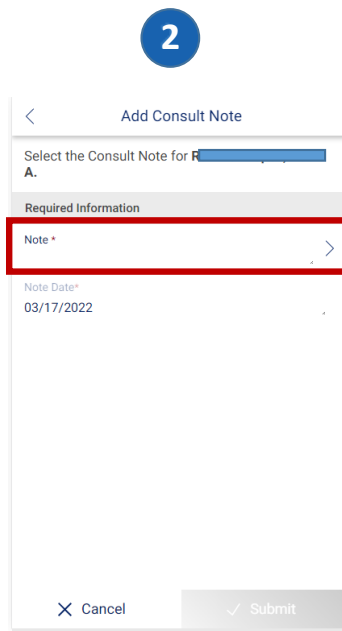 2
Add Consult Note
Select the Consult Note for R
A.
Required Information
Note *
Note Date*
03/17/2022
Cancel
Submit